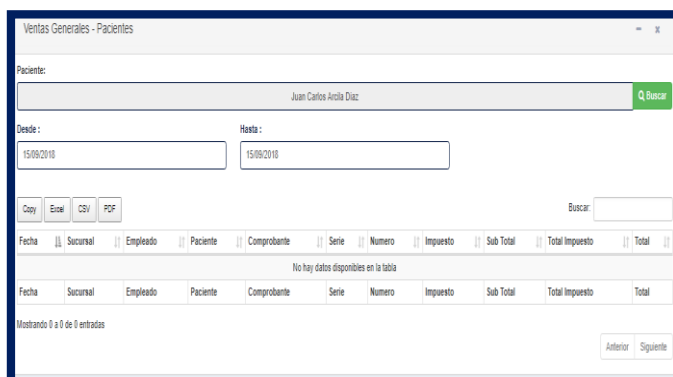 Ventas Generales - Pacientes
Paciente:
Juan Carlos Arcila Diaz Buscar
Desde : Hasta :
15/09/2018 15/09/2018
Copy Excel CSV PDF Buscar:
Fecha Sucursal Empleado Paciente Comprobante Serie Numero Impuesto Sub Total Total Impuesto Total
No hay datos disponibles en la tabla
Fecha Sucursal Empleado Paciente Comprobante Serie Numero Impuesto Sub Total Total Impuesto Total
Mostrando 0 a 0 de 0 entradas
Anterior Siguiente